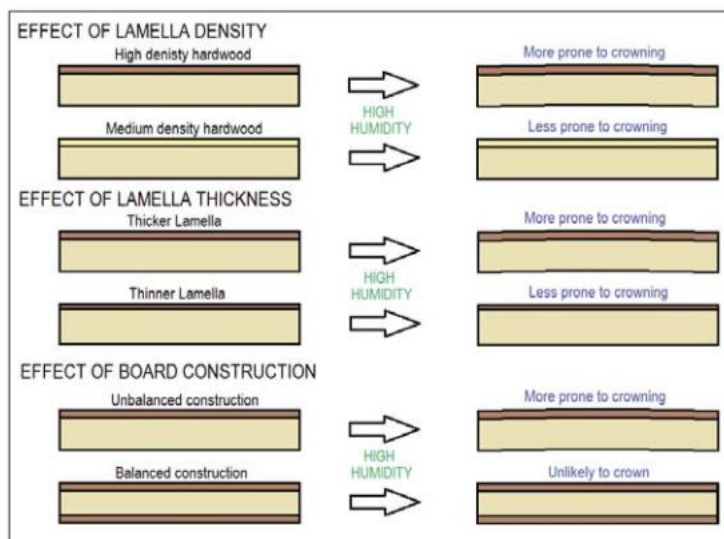 EFFECT OF LAMELLA DENSITY
High denisty hardwood
More prone to crowning
HIGH
HUMIDITY
Medium density hardwood
Less prone to crowning
EFFECT OF LAMELLA THICKNESS
Thicker Lamella
More prone to crowning
HIGH
HUMIDITY
Thinner Lamella
Less prone to crowning
EFFECT OF BOARD CONSTRUCTION
Unbalanced construction
More prone to crowning
HIGH
HUMIDITY
Balanced construction
Unlikely to crown